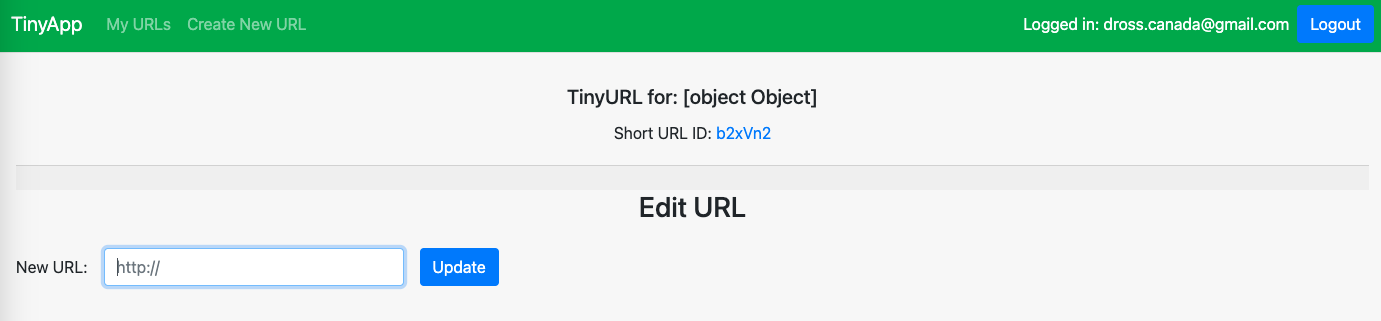 TinyApp My URLs Create New URL Logged in: dross.canada@gmail.com Logout
TinyURL for: [object Object]
Short URL ID: b2xVn2
Edit URL
New URL: http:// Update